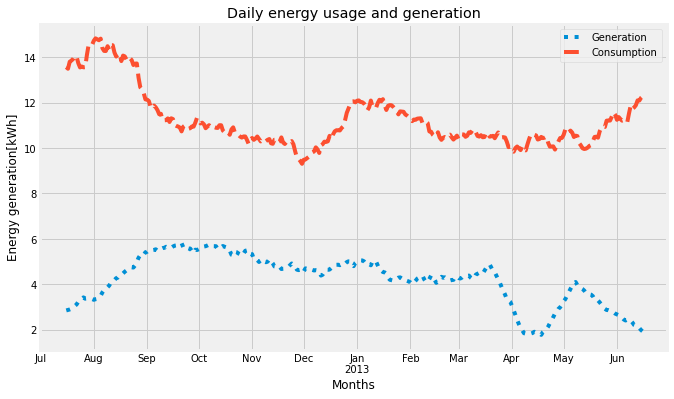 Daily energy usage and generation
Generation
Consumption
Energy generation[kWh]
14
12
10
8
6
4
2
Jul Aug Sep Oct Nov Dec Jan Feb Mar Apr May Jun
2013
Months